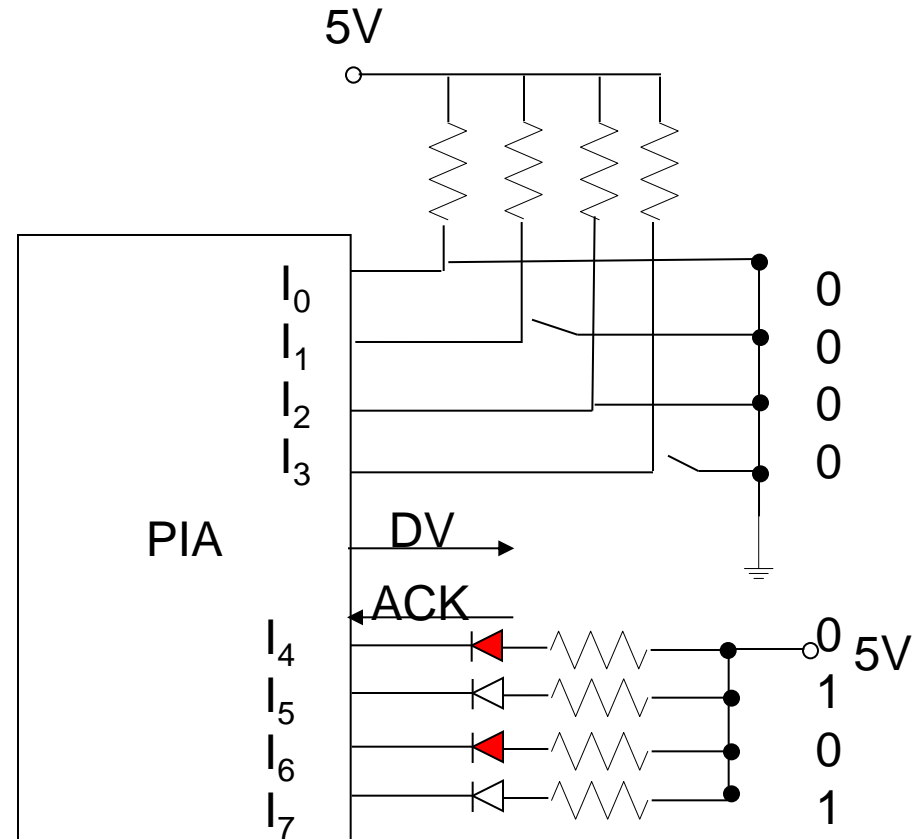 5V
I₀ 0
I₁ 0
I₂ 0
I₃ 0
PIA DV
ACK
I₄ 0 5V
I₅ 1
I₆ 0
I₇ 1